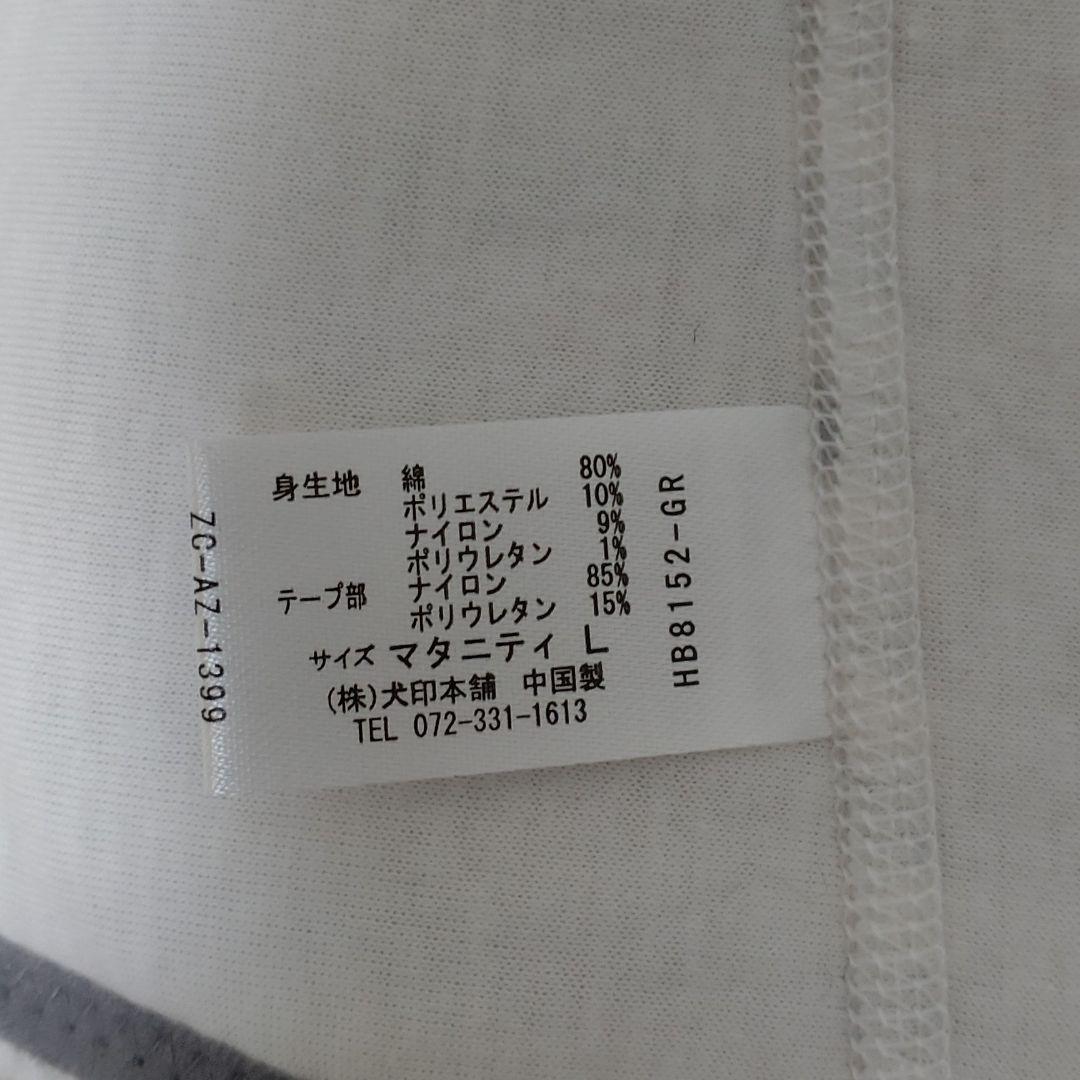 身生地 綿 80%
ポリエステル 10%
ナイロン 9%
ポリウレタン 1%
テープ部 ナイロン 85%
ポリウレタン 15%
サイズ マタニティ L
(株)犬印本舗 中国製
TEL 072-331-1613
HB8152-GR
ZC-AZ-1399